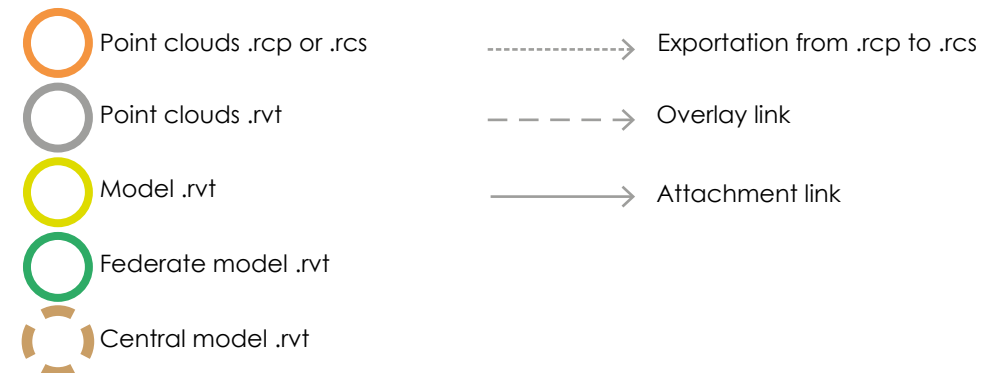 Point clouds .rcp or .rcs
Exportation from .rcp to .rcs
Point clouds .rvt
Overlay link
Model .rvt
Attachment link
Federate model .rvt
Central model .rvt